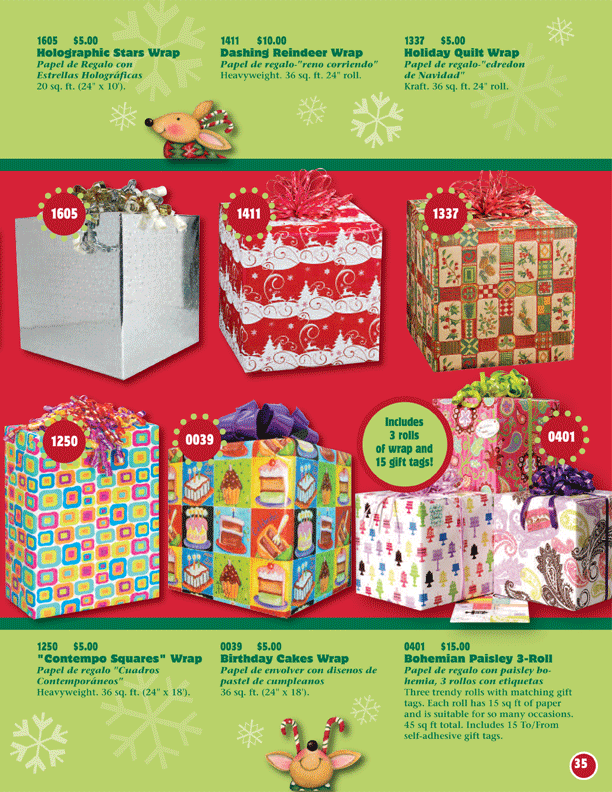 1605 $5.00
Holographic Stars Wrap
Papel de Regalo con
Estrellas Holográficas
20 sq. ft. (24" x 10').
1411 $10.00
Dashing Reindeer Wrap
Papel de regalo-"reno corriendo"
Heavyweight. 36 sq. ft. 24" roll.
1337 $5.00
Holiday Quilt Wrap
Papel de regalo-"edredon
de Navidad"
Kraft. 36 sq. ft. 24" roll.
1605
1411
1337
1250
0039
Includes
3 rolls
of wrap and
15 gift tags!
0401
1250 $5.00
"Contempo Squares" Wrap
Papel de regalo "Cuadros
Contemporáneos"
Heavyweight. 36 sq. ft. (24" x 18').
0039 $5.00
Birthday Cakes Wrap
Papel de envolver con disenos de
pastel de cumpleanos
36 sq. ft. (24" x 18').
0401 $15.00
Bohemian Paisley 3-Roll
Papel de regalo con paisley bo-
hemia, 3 rollos con etiquetas
Three trendy rolls with matching gift
tags. Each roll has 15 sq ft of paper
and is suitable for so many occasions.
45 sq ft total. Includes 15 To/From
self-adhesive gift tags.
35